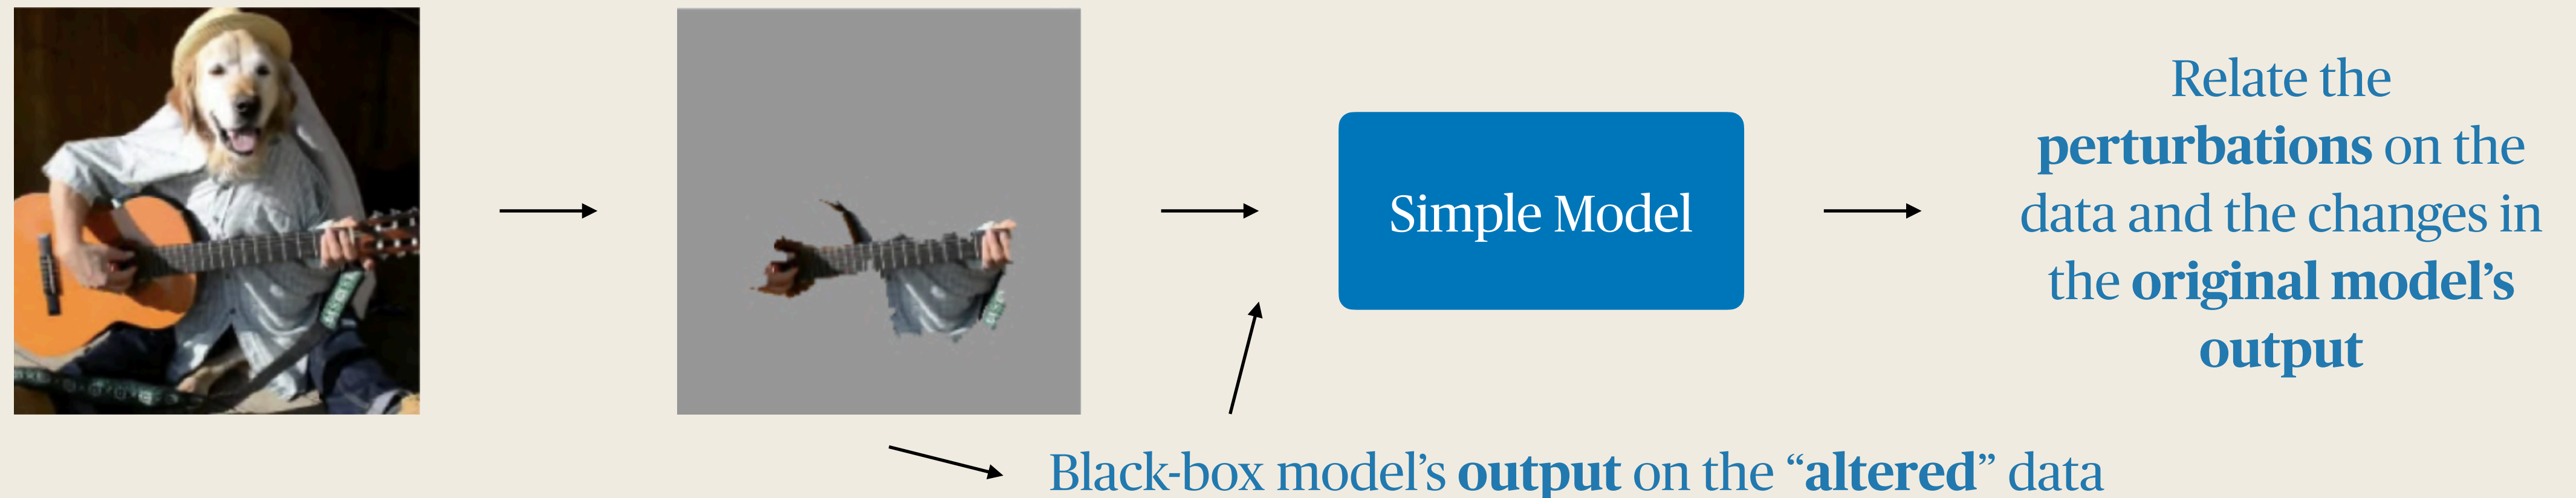 Simple Model
Relate the
perturbations on the
data and the changes in
the original model’s
output
Black-box model’s output on the “altered” data